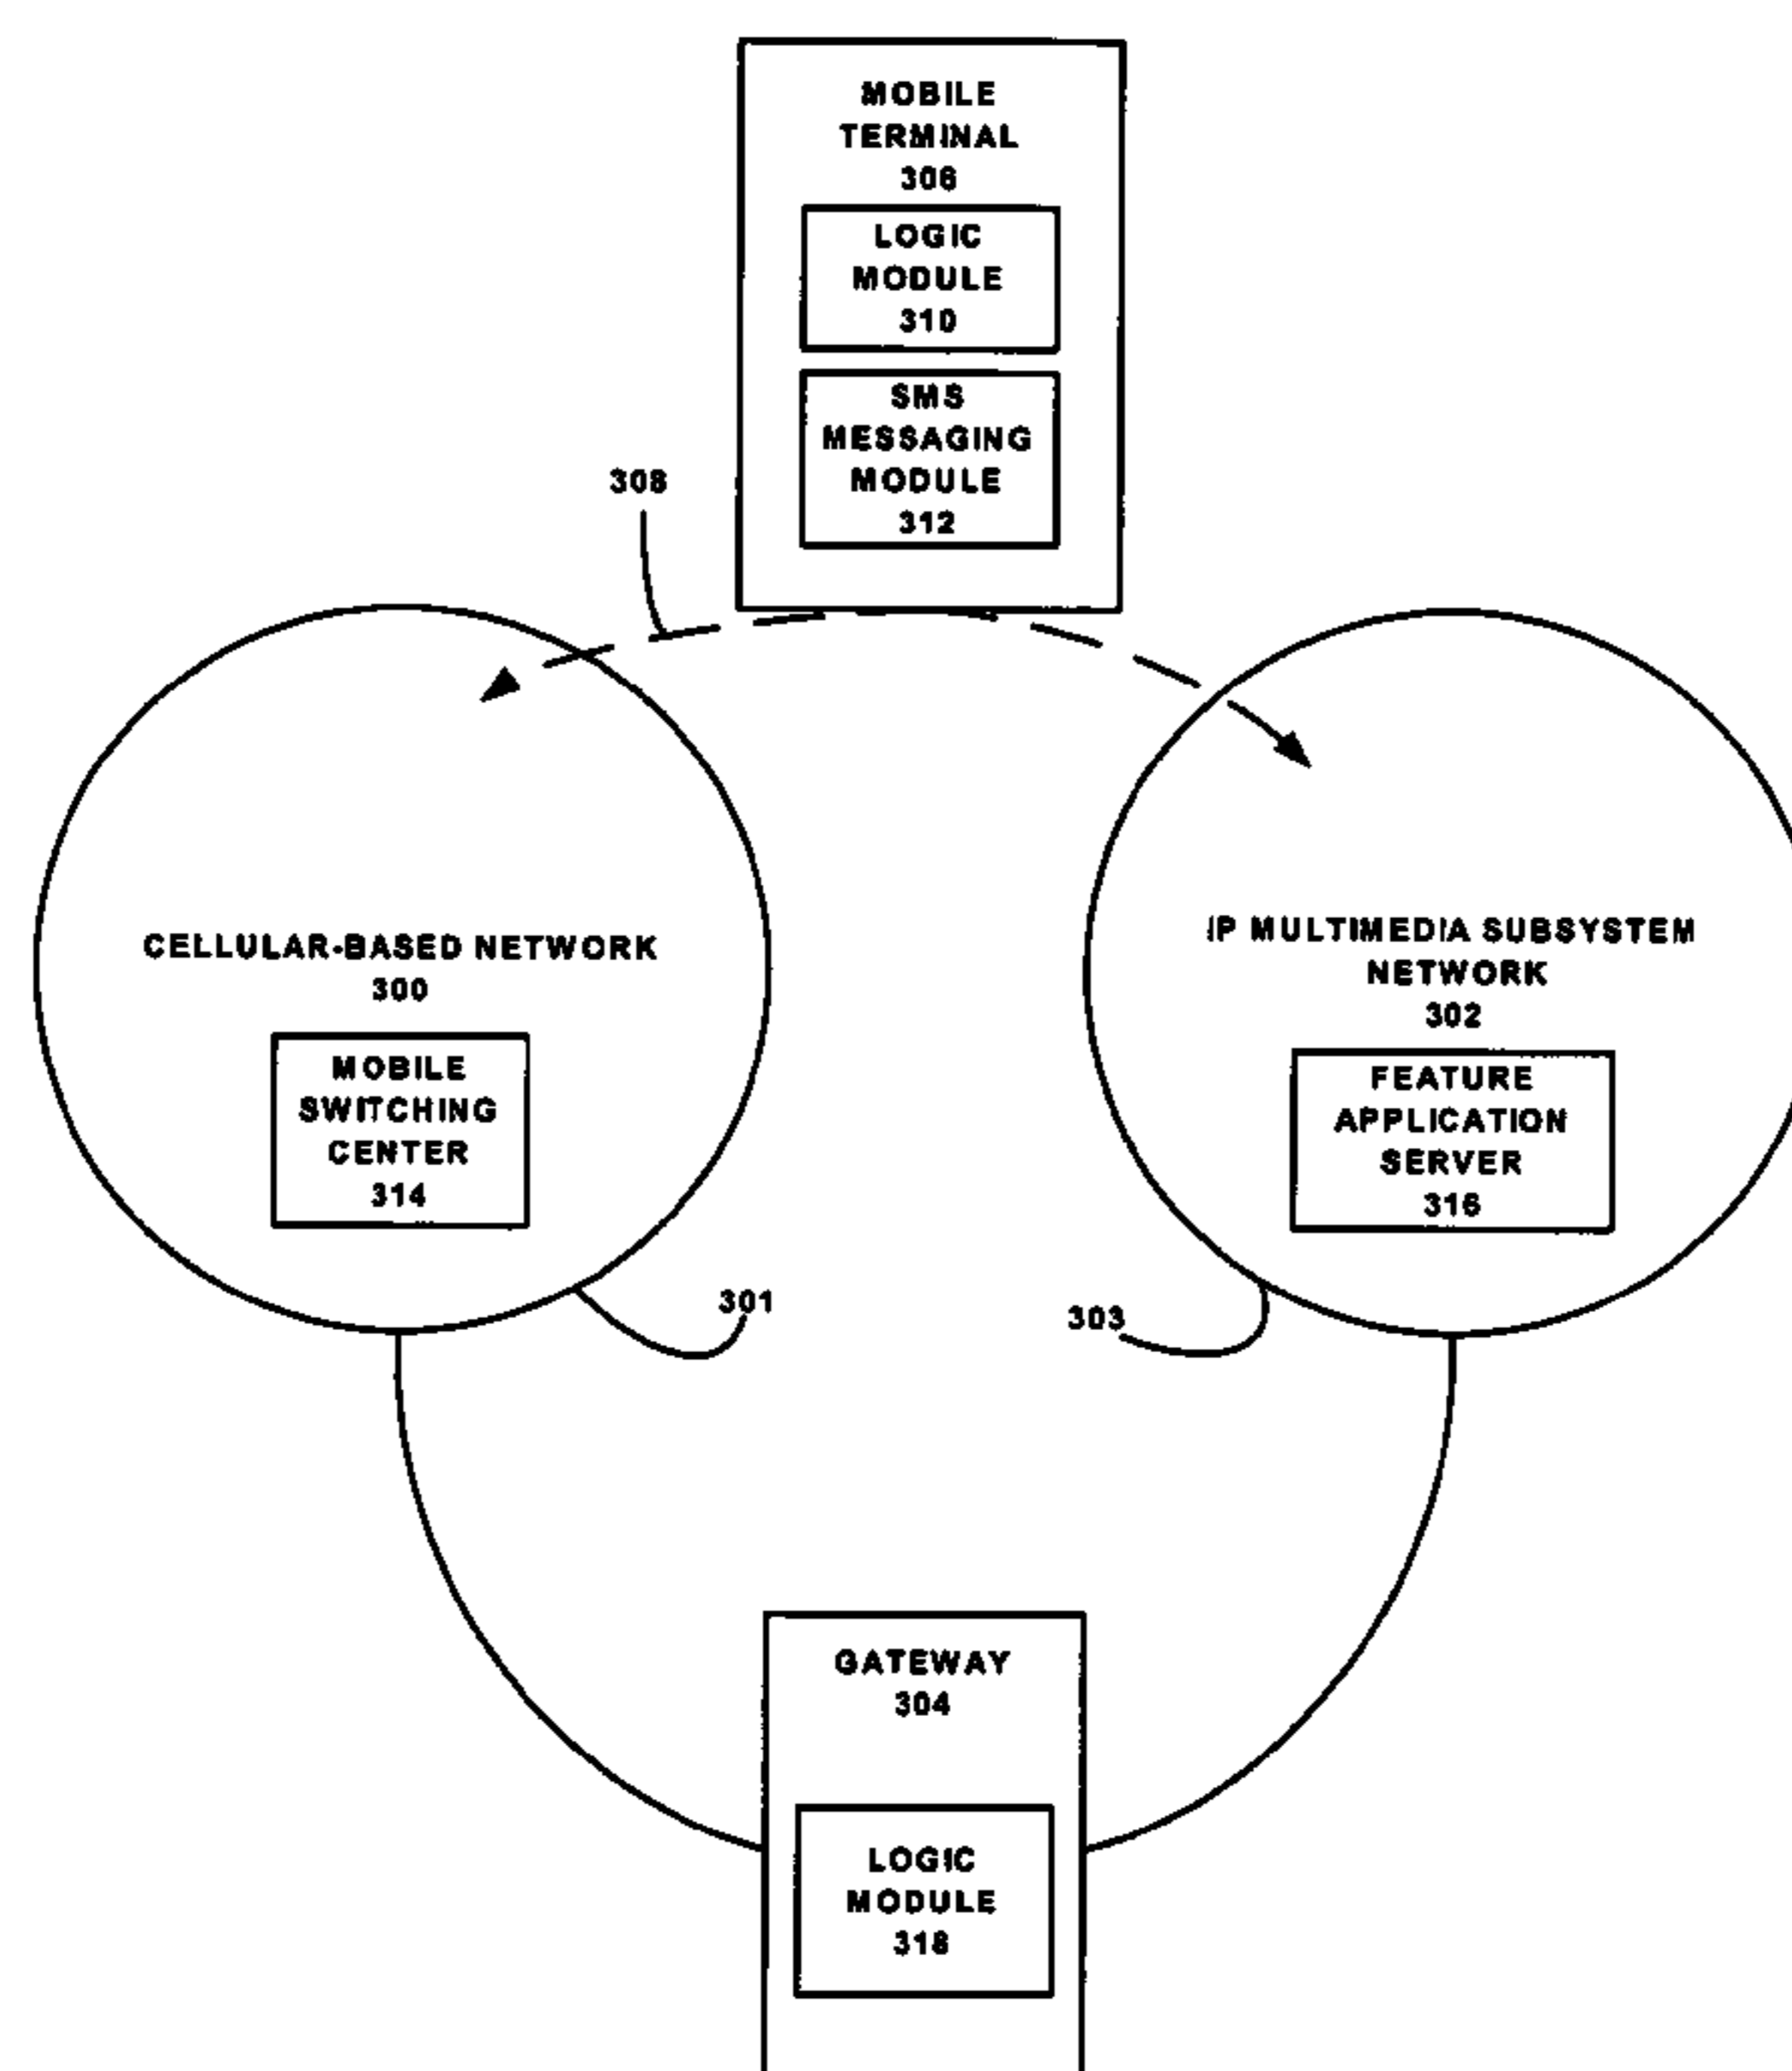 MOBILE
TERMINAL
306
LOGIC
MODULE
310
SMS
MESSAGING
MODULE
312
308
CELLULAR-BASED NETWORK
300
MOBILE
SWITCHING
CENTER
314
IP MULTIMEDIA SUBSYSTEM
NETWORK
302
FEATURE
APPLICATION
SERVER
316
301
303
GATEWAY
304
LOGIC
MODULE
318